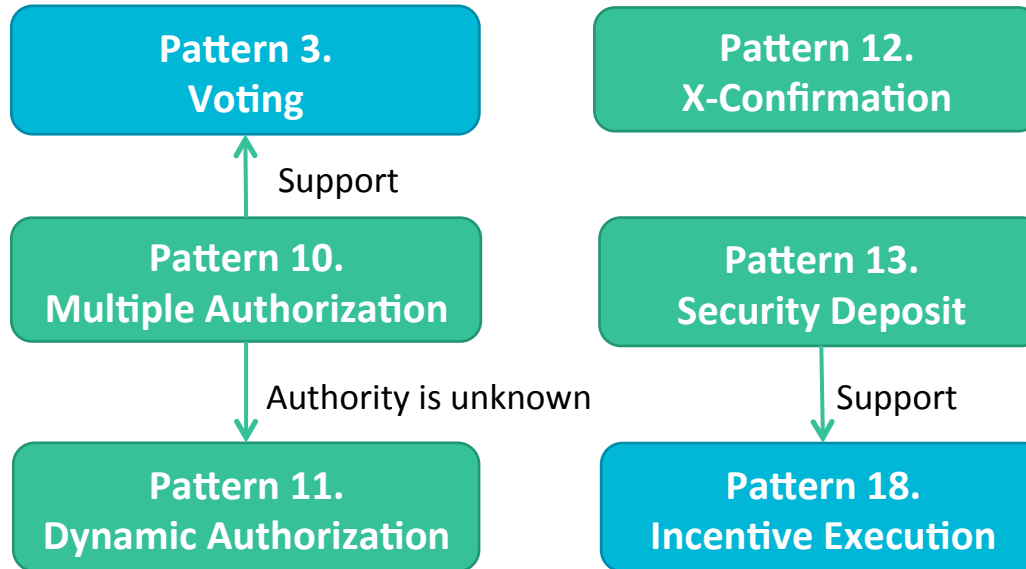 Pattern 3.
Voting
Pattern 12.
X-Confirmation
Support
Pattern 10.
Multiple Authorization
Pattern 13.
Security Deposit
Authority is unknown
Support
Pattern 11.
Dynamic Authorization
Pattern 18.
Incentive Execution